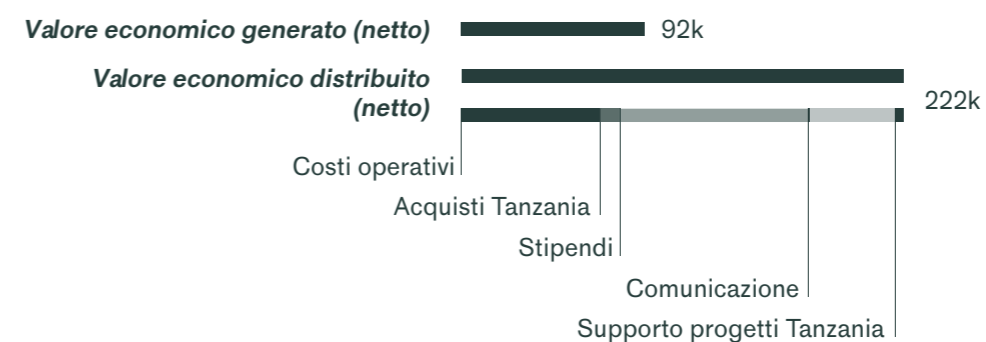 Valore economico generato (netto)
92k
Valore economico distribuito
(netto)
222k
Costi operativi
Acquisti Tanzania
Stipendi
Comunicazione
Supporto progetti Tanzania